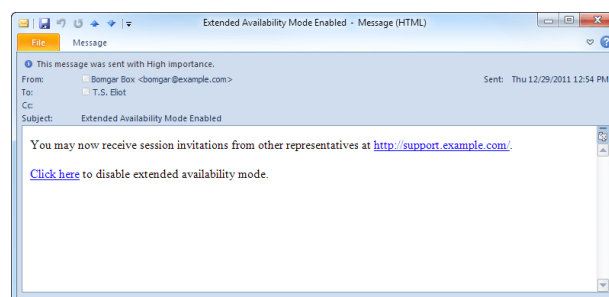 Extended Availability Mode Enabled - Message (HTML)
File Message
This message was sent with High importance.
From: Bomgar Box <bomgar@example.com> Sent: Thu 12/29/2011 12:54 PM
To: T.S. Eliot
Cc:
Subject: Extended Availability Mode Enabled
You may now receive session invitations from other representatives at http://support.example.com/.
Click here to disable extended availability mode.